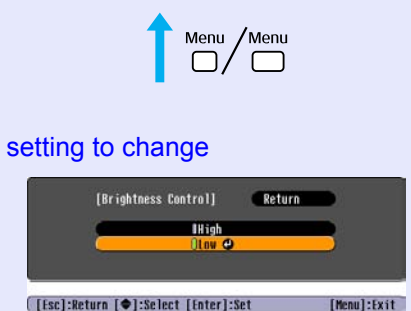 Menu / Menu
setting to change
[Brightness Control] Return
High
Low
[Esc]:Return [◆]:Select [Enter]:Set [Menu]:Exit